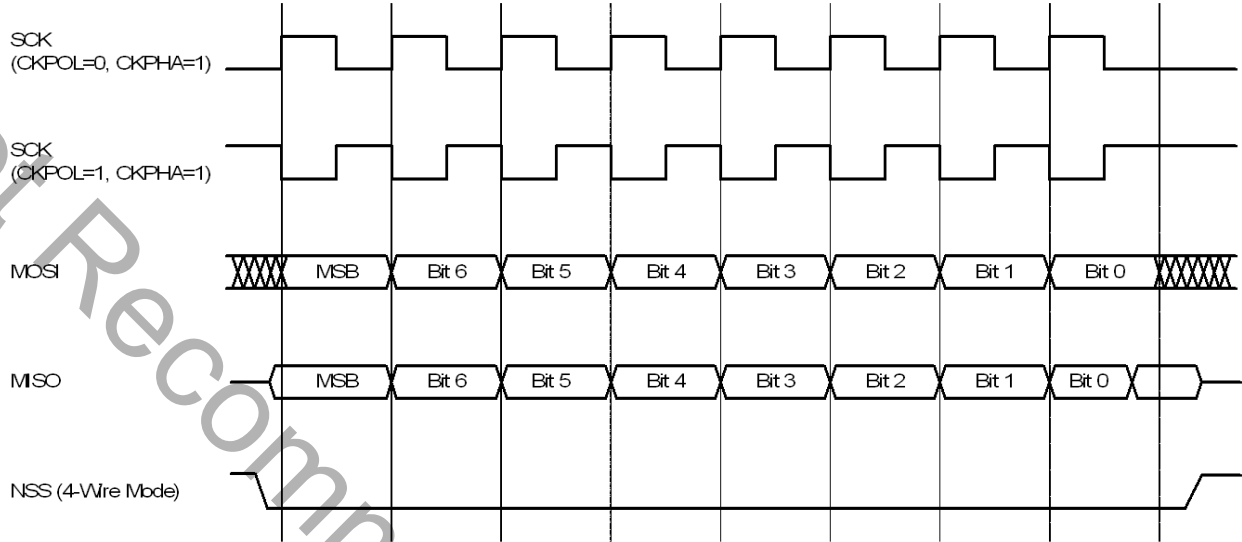 SCK
(CKPOL=0, CKPHA=1)
SCK
(CKPOL=1, CKPHA=1)
MOSI
MSB Bit 6 Bit 5 Bit 4 Bit 3 Bit 2 Bit 1 Bit 0
MISO
MSB Bit 6 Bit 5 Bit 4 Bit 3 Bit 2 Bit 1 Bit 0
NSS (4-Wire Mode)